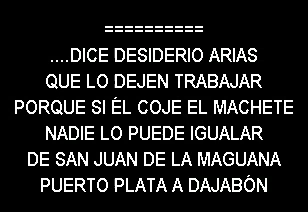 ==========
....DICE DESIDERIO ARIAS
QUE LO DEJEN TRABAJAR
PORQUE SI ÉL COJE EL MACHETE
NADIE LO PUEDE IGUALAR
DE SAN JUAN DE LA MAGUANA
PUERTO PLATA A DAJABÓN